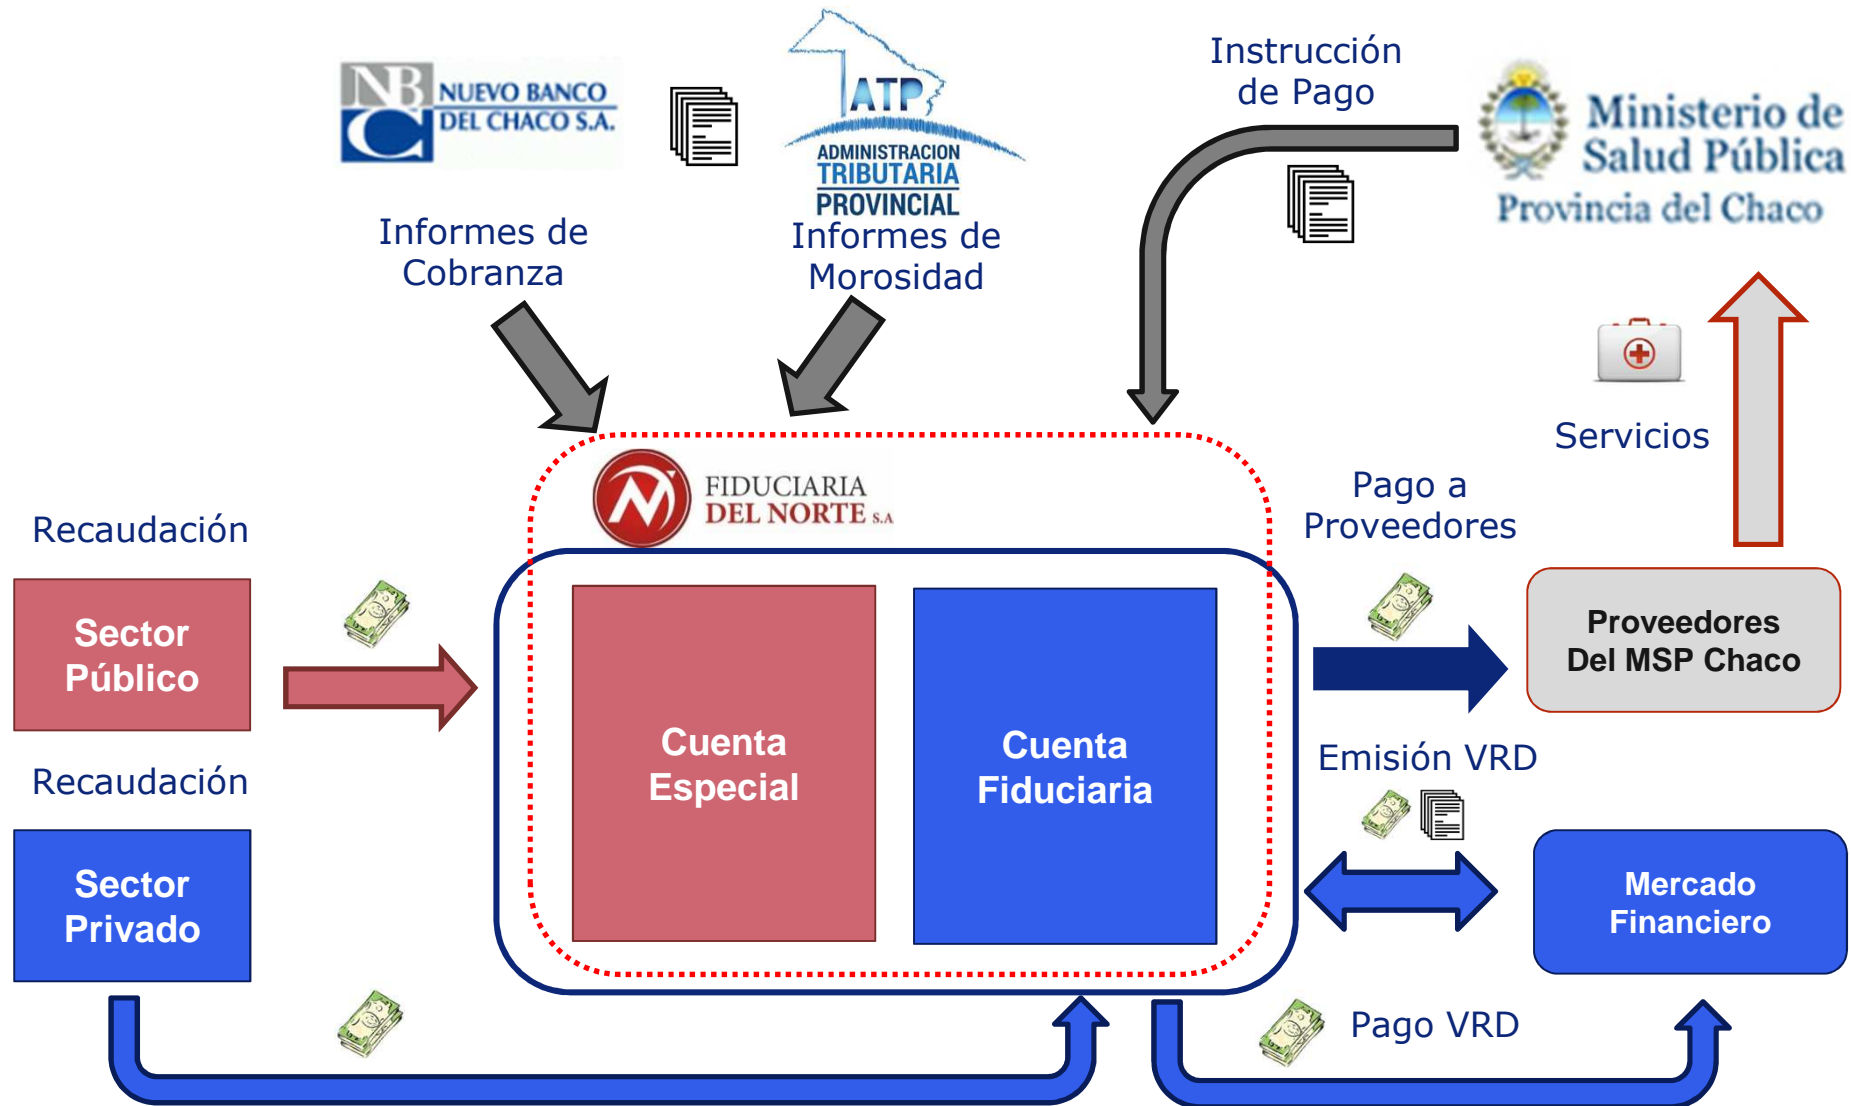 NBC
NUEVO BANCO
DEL CHACO S.A.
ATP
ADMINISTRACION
TRIBUTARIA
PROVINCIAL
Instrucción
de Pago
Ministerio de
Salud Pública
Provincia del Chaco
Informes de
Cobranza
Informes de
Morosidad
Servicios
FIDUCIARIA
DEL NORTE S.A
Recaudación
Sector
Público
Recaudación
Sector
Privado
Cuenta
Especial
Cuenta
Fiduciaria
Pago a
Proveedores
Proveedores
Del MSP Chaco
Emisión VRD
Mercado
Financiero
Pago VRD